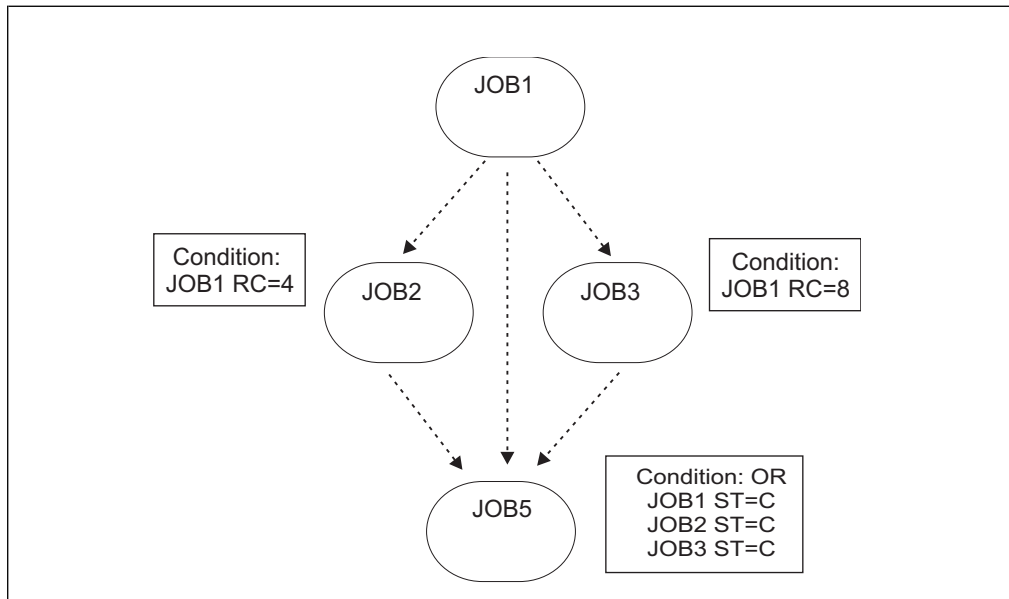 JOB1
Condition:
JOB1 RC=4
JOB2
JOB3
Condition:
JOB1 RC=8
JOB5
Condition: OR
JOB1 ST=C
JOB2 ST=C
JOB3 ST=C